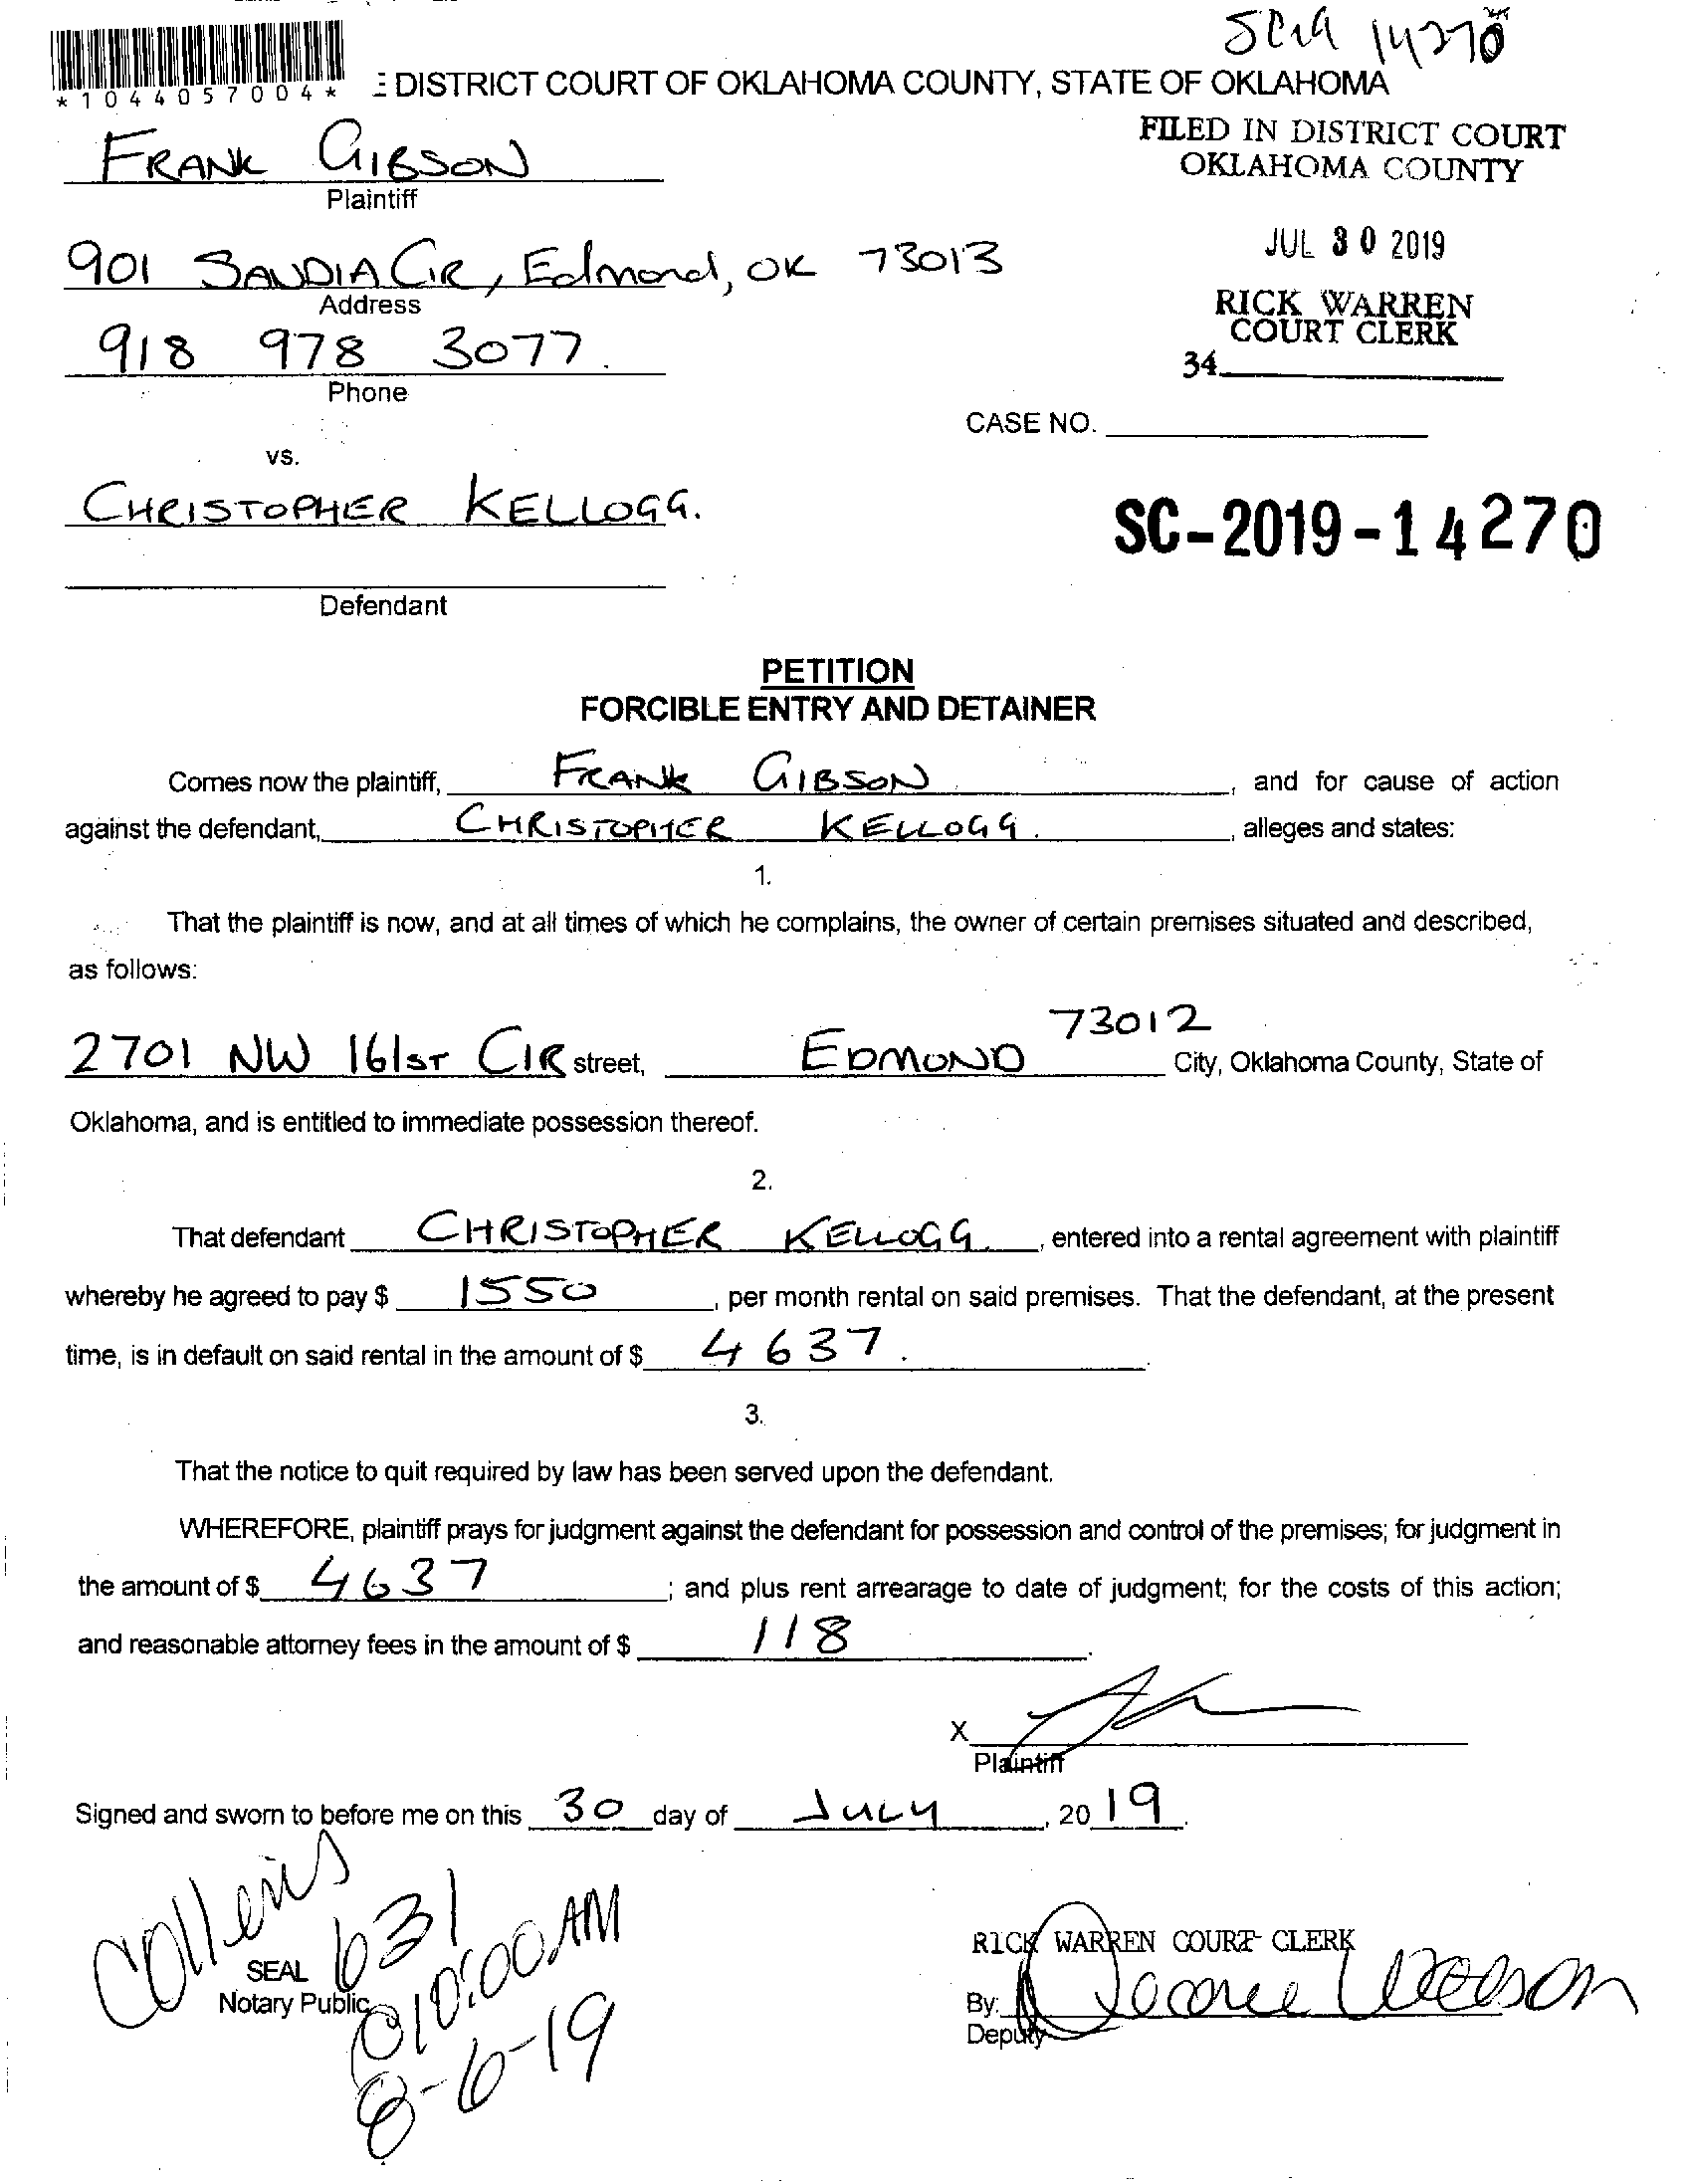 SC19 14270
*1044057004*
E DISTRICT COURT OF OKLAHOMA COUNTY, STATE OF OKLAHOMA
FILED IN DISTRICT COURT
OKLAHOMA COUNTY
FRANK GIBSON
Plaintiff
JUL 30 2019
901 SANDIA CIR, Edmond, OK 73013
Address
RICK WARREN
COURT CLERK
918 978 3077.
34
Phone
CASE NO.
vs.
CHRISTOPHER KELLOGG.
SC-2019-14270
Defendant
PETITION
FORCIBLE ENTRY AND DETAINER
Comes now the plaintiff, FRANK GIBSON, and for cause of action
against the defendant, CHRISTOPHER KELLOGG., alleges and states:
1.
That the plaintiff is now, and at all times of which he complains, the owner of certain premises situated and described,
as follows:
2701 NW 161ST CIR street, EDMOND 73012 City, Oklahoma County, State of
Oklahoma, and is entitled to immediate possession thereof.
2.
That defendant CHRISTOPHER KELLOGG, entered into a rental agreement with plaintiff
whereby he agreed to pay $ 1550, per month rental on said premises. That the defendant, at the present
time, is in default on said rental in the amount of $ 4637.
3.
That the notice to quit required by law has been served upon the defendant.
WHEREFORE, plaintiff prays for judgment against the defendant for possession and control of the premises; for judgment in
the amount of $ 4637; and plus rent arrearage to date of judgment; for the costs of this action;
and reasonable attorney fees in the amount of $ 118.
X
Plaintiff
Signed and sworn to before me on this 30 day of JULY, 2019.
631
SEAL
Notary Public
@10:00 AM
8-6-19
RICK WARREN COURT CLERK
By:
Deputy